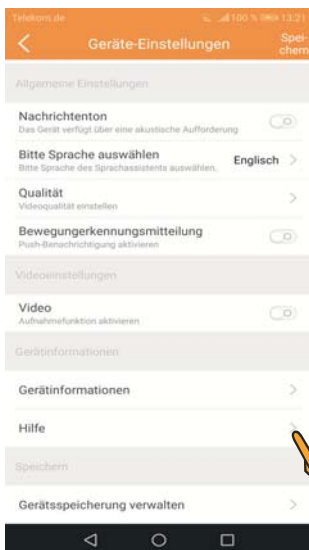 Telekom.de 100 % 13:21
Geräte-Einstellungen
Spei-
chern
Allgemeine Einstellungen
Nachrichtenton
Das Gerät verfügt über eine akustische Aufforderung
Bitte Sprache auswählen
Englisch
Bitte Sprache des Sprachassistents auswählen.
Qualität
Videoqualität einstellen
Bewegungerkennungsmitteilung
Push-Benachrichtigung aktivieren
Videoeinstellungen
Video
Aufnahmefunktion aktivieren
Gerätinformationen
Gerätinformationen
Hilfe
Speichern
Gerätsspeicherung verwalten